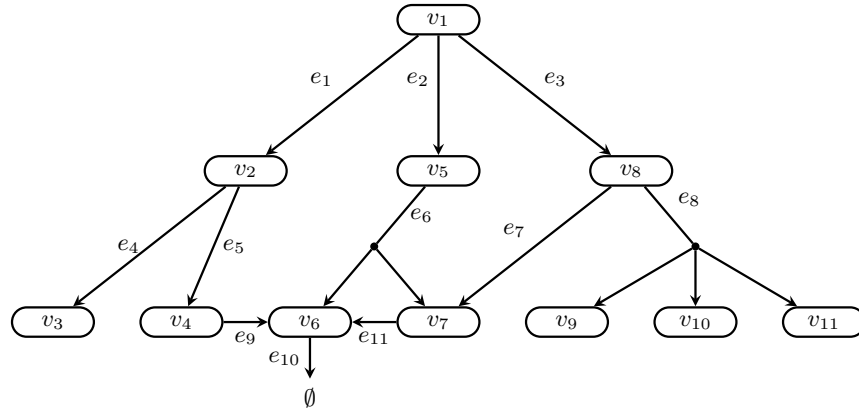 v₁
e₁ e₂ e₃
v₂ v₅ v₈
e₈
e₆
e₇
e₄ e₅
v₃ v₄ v₆ v₇ v₉ v₁₀ v₁₁
e₉ e₁₁
e₁₀
∅